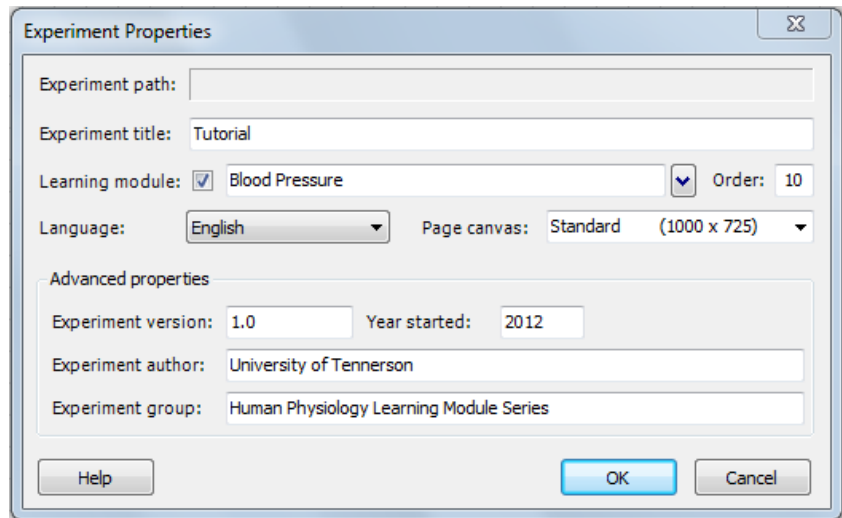 Experiment Properties
Experiment path:
Experiment title: Tutorial
Learning module: Blood Pressure Order: 10
Language: English Page canvas: Standard (1000 x 725)
Advanced properties
Experiment version: 1.0 Year started: 2012
Experiment author: University of Tennerson
Experiment group: Human Physiology Learning Module Series
Help OK Cancel